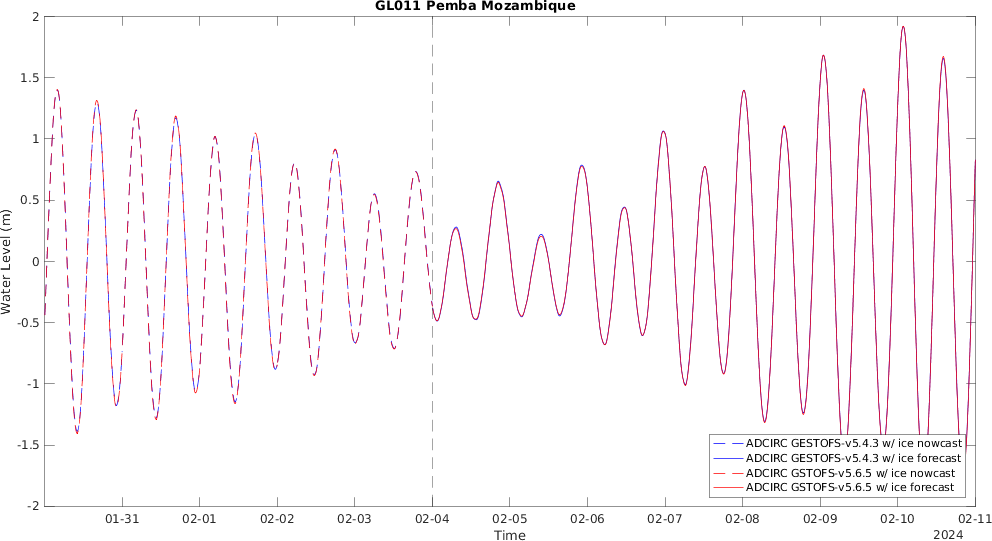 GL011 Pemba Mozambique
2
1.5
1
0.5
0
-0.5
-1
-1.5
-2
Water Level (m)
ADCIRC GESTOFS-v5.4.3 w/ ice nowcast
ADCIRC GESTOFS-v5.4.3 w/ ice forecast
ADCIRC GSTOFS-v5.6.5 w/ ice nowcast
ADCIRC GSTOFS-v5.6.5 w/ ice forecast
01-31 02-01 02-02 02-03 02-04 02-05 02-06 02-07 02-08 02-09 02-10 02-11
Time
2024